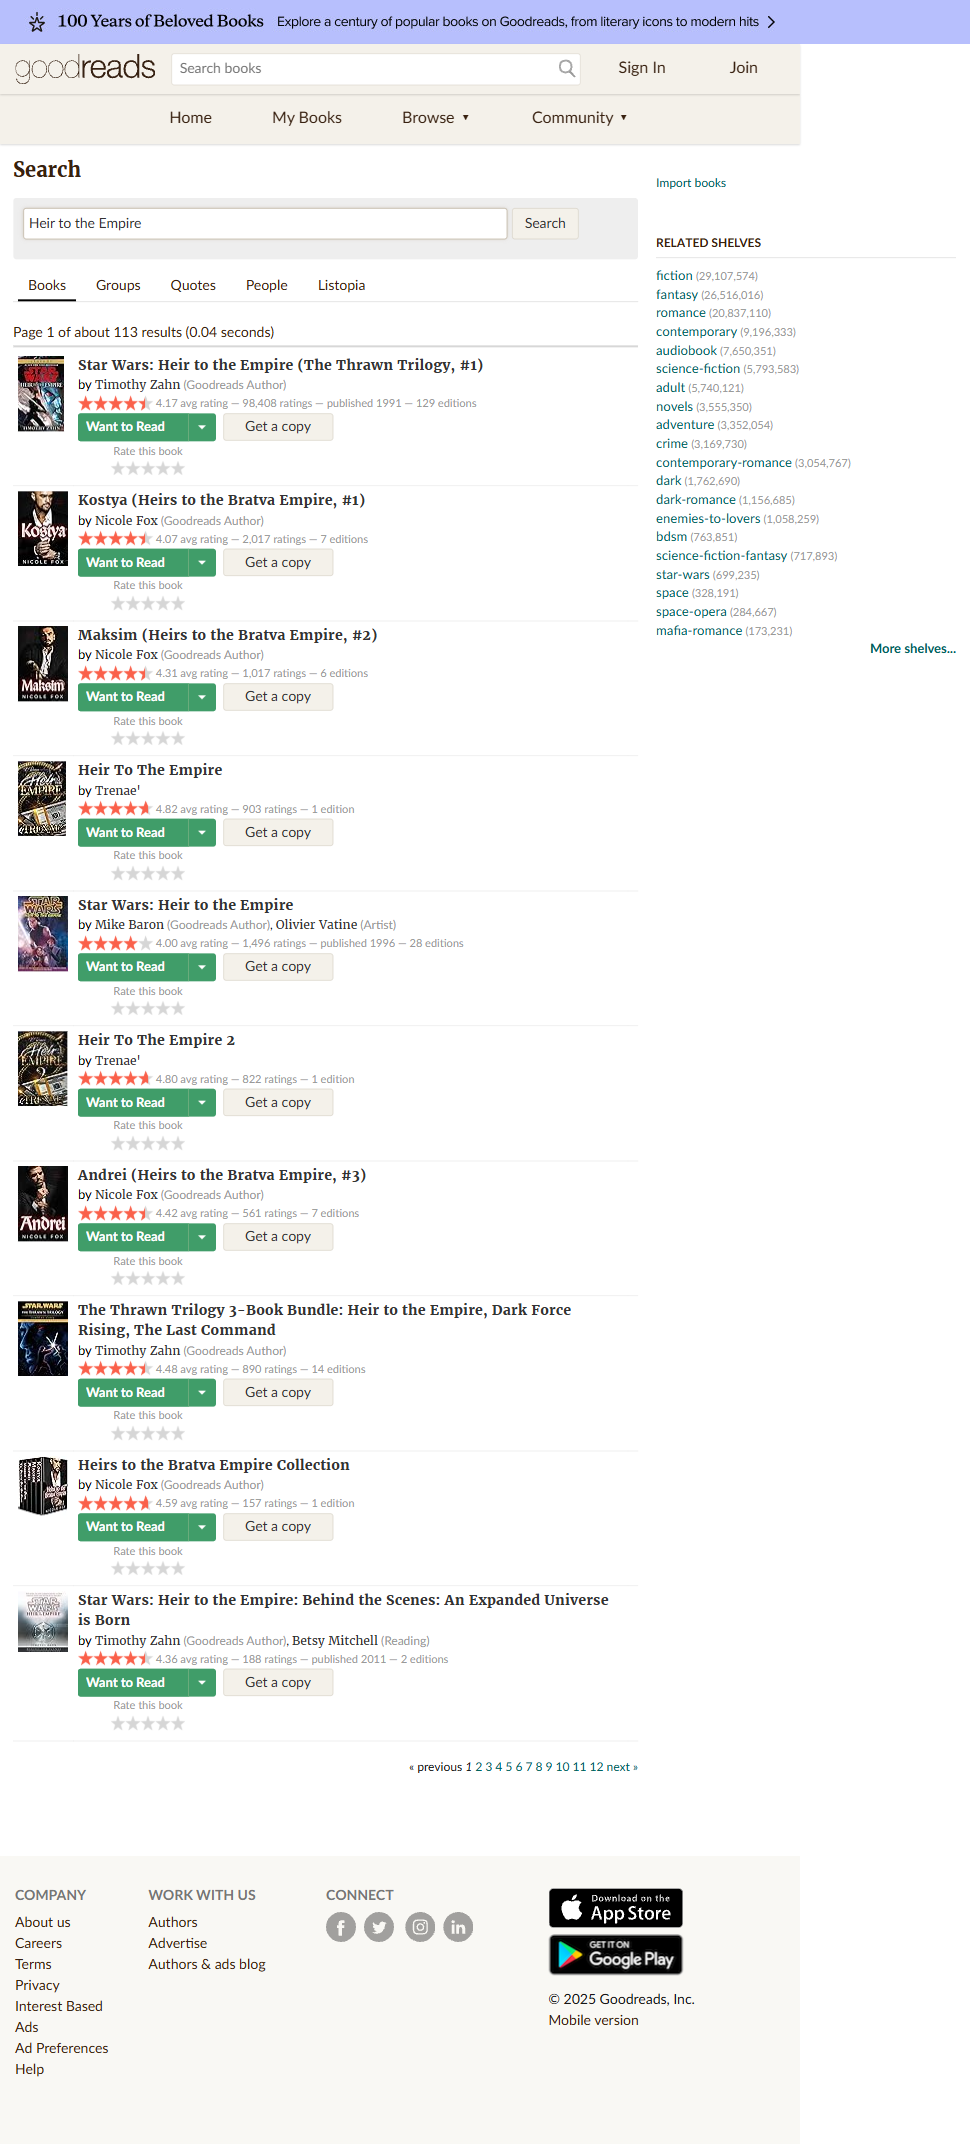 100 Years of Beloved Books Explore a century of popular books on Goodreads, from literary icons to modern hits
goodreads Search books Sign In Join
Home My Books Browse ▾ Community ▾
Search
Import books
Heir to the Empire Search
Books Groups Quotes People Listopia
Page 1 of about 113 results (0.04 seconds)
Star Wars: Heir to the Empire (The Thrawn Trilogy, #1)
by Timothy Zahn (Goodreads Author)
4.17 avg rating — 98,408 ratings — published 1991 — 129 editions
Want to Read Get a copy
Rate this book
Kostya
NICOLE FOX
Kostya (Heirs to the Bratva Empire, #1)
by Nicole Fox (Goodreads Author)
4.07 avg rating — 2,017 ratings — 7 editions
Want to Read Get a copy
Rate this book
Maksim
NICOLE FOX
Maksim (Heirs to the Bratva Empire, #2)
by Nicole Fox (Goodreads Author)
4.31 avg rating — 1,017 ratings — 6 editions
Want to Read Get a copy
Rate this book
Heir To The Empire
by Trenae'
4.82 avg rating — 903 ratings — 1 edition
Want to Read Get a copy
Rate this book
STAR WARS
Star Wars: Heir to the Empire
by Mike Baron (Goodreads Author), Olivier Vatine (Artist)
4.00 avg rating — 1,496 ratings — published 1996 — 28 editions
Want to Read Get a copy
Rate this book
Heir To The Empire 2
by Trenae'
4.80 avg rating — 822 ratings — 1 edition
Want to Read Get a copy
Rate this book
Andrei
NICOLE FOX
Andrei (Heirs to the Bratva Empire, #3)
by Nicole Fox (Goodreads Author)
4.42 avg rating — 561 ratings — 7 editions
Want to Read Get a copy
Rate this book
STAR WARS
The Thrawn Trilogy 3-Book Bundle: Heir to the Empire, Dark Force
Rising, The Last Command
by Timothy Zahn (Goodreads Author)
4.48 avg rating — 890 ratings — 14 editions
Want to Read Get a copy
Rate this book
Heirs to the Bratva Empire Collection
by Nicole Fox (Goodreads Author)
4.59 avg rating — 157 ratings — 1 edition
Want to Read Get a copy
Rate this book
STAR WARS
Star Wars: Heir to the Empire: Behind the Scenes: An Expanded Universe
is Born
by Timothy Zahn (Goodreads Author), Betsy Mitchell (Reading)
4.36 avg rating — 188 ratings — published 2011 — 2 editions
Want to Read Get a copy
Rate this book
« previous 1 2 3 4 5 6 7 8 9 10 11 12 next »
RELATED SHELVES
fiction (29,107,574)
fantasy (26,516,016)
romance (20,837,110)
contemporary (9,196,333)
audiobook (7,650,351)
science-fiction (5,793,583)
adult (5,740,121)
novels (3,555,350)
adventure (3,352,054)
crime (3,169,730)
contemporary-romance (3,054,767)
dark (1,762,690)
dark-romance (1,156,685)
enemies-to-lovers (1,058,259)
bdsm (763,851)
science-fiction-fantasy (717,893)
star-wars (699,235)
space (328,191)
space-opera (284,667)
mafia-romance (173,231)
More shelves...
COMPANY
About us
Careers
Terms
Privacy
Interest Based
Ads
Ad Preferences
Help
WORK WITH US
Authors
Advertise
Authors & ads blog
CONNECT
Download on the
App Store
GET IT ON
Google Play
© 2025 Goodreads, Inc.
Mobile version